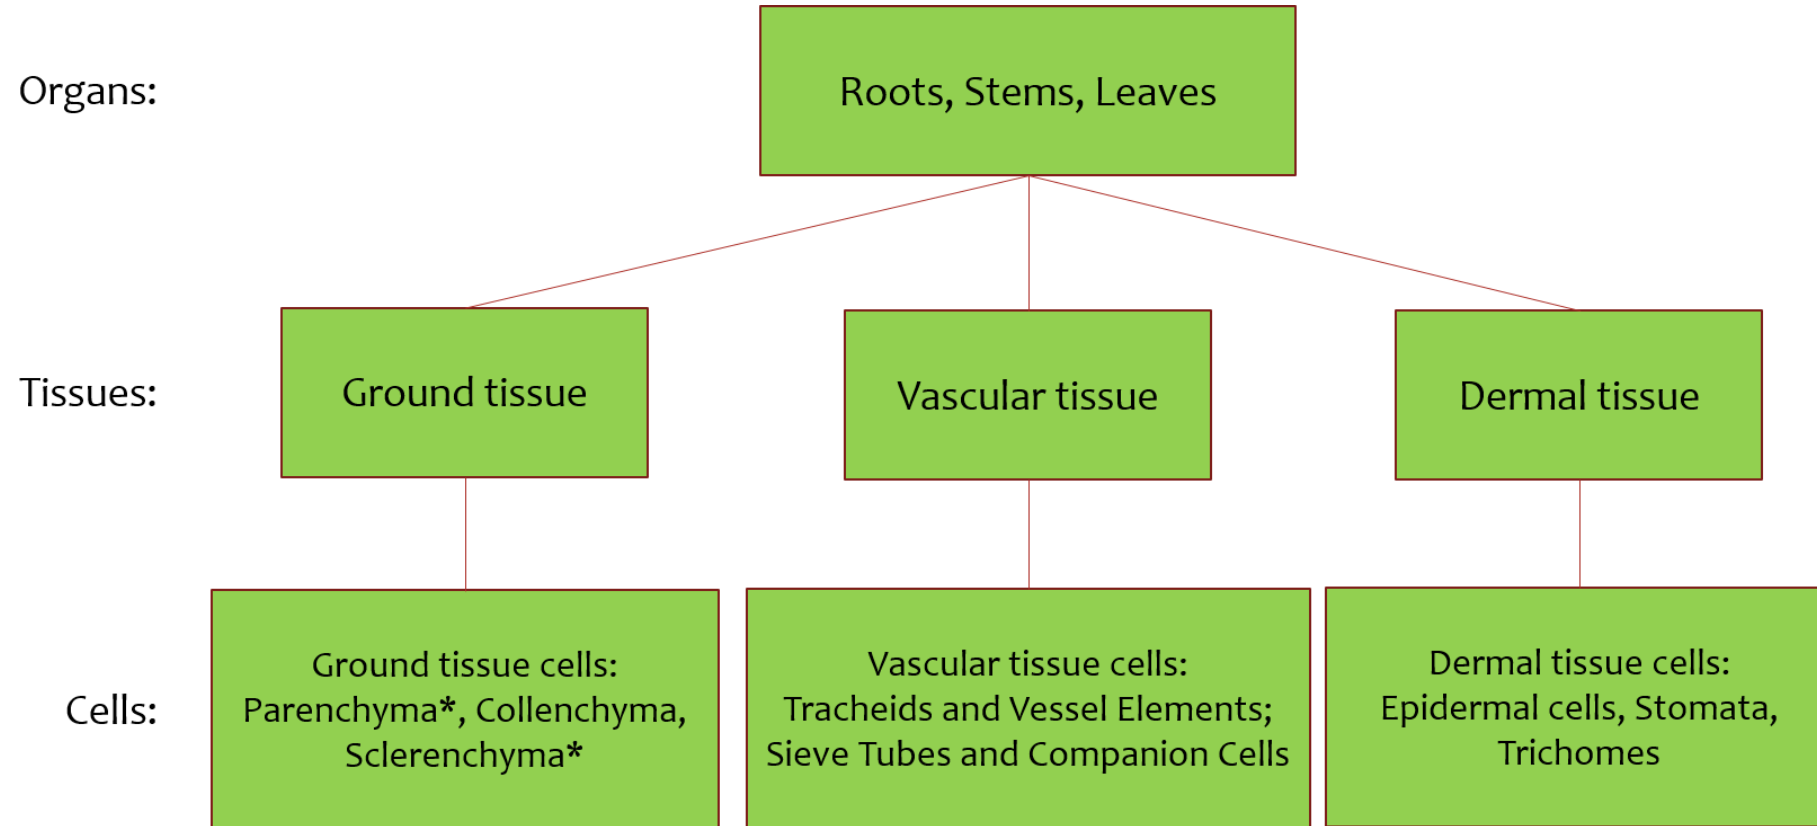 Organs:
Roots, Stems, Leaves
Tissues:
Ground tissue
Vascular tissue
Dermal tissue
Cells:
Ground tissue cells:
Parenchyma*, Collenchyma,
Sclerenchyma*
Vascular tissue cells:
Tracheids and Vessel Elements;
Sieve Tubes and Companion Cells
Dermal tissue cells:
Epidermal cells, Stomata,
Trichomes